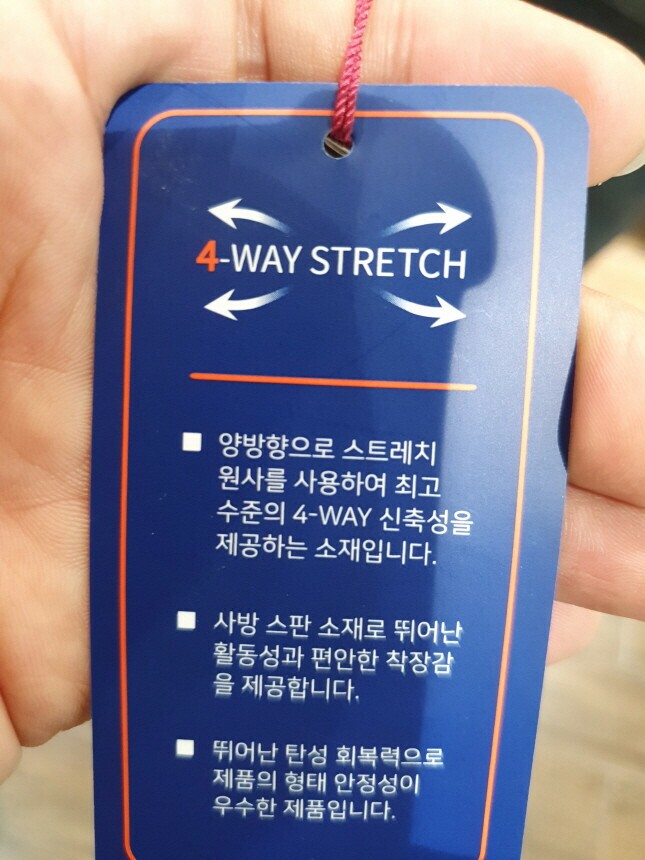 4-WAY STRETCH
■ 양방향으로 스트레치
원사를 사용하여 최고
수준의 4-WAY 신축성을
제공하는 소재입니다.
■ 사방 스판 소재로 뛰어난
활동성과 편안한 착장감
을 제공합니다.
■ 뛰어난 탄성 회복력으로
제품의 형태 안정성이
우수한 제품입니다.